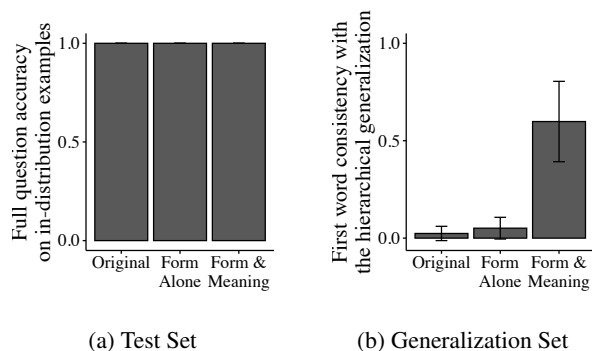 Full question accuracy
on in-distribution examples
1.0
0.5
0.0
Original
Form
Alone
Form &
Meaning
(a) Test Set
First word consistency with
the hierarchical generalization
1.0
0.5
0.0
Original
Form
Alone
Form &
Meaning
(b) Generalization Set